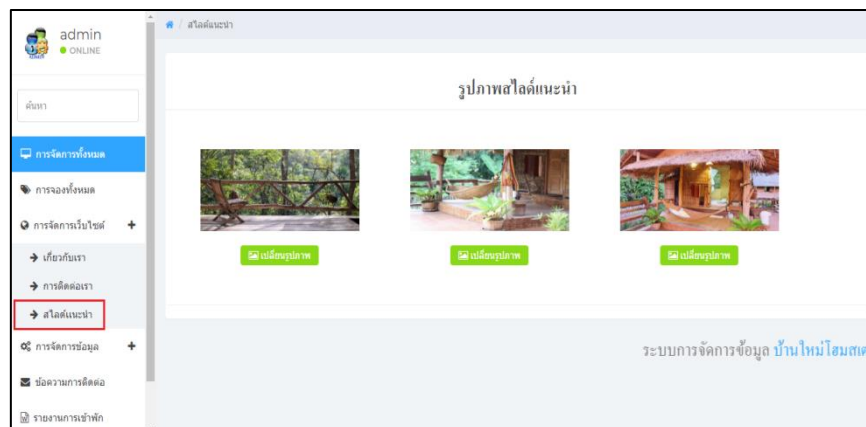 admin
ONLINE
ค้นหา
การจัดการทั้งหมด
การจองทั้งหมด
การจัดการเว็บไซต์ +
เกี่ยวกับเรา
การติดต่อเรา
สไลด์แนะนำ
การจัดการข้อมูล +
ข้อความการติดต่อ
รายงานการเข้าพัก
/ สไลด์แนะนำ
รูปภาพสไลด์แนะนำ
เปลี่ยนรูปภาพ เปลี่ยนรูปภาพ เปลี่ยนรูปภาพ
ระบบการจัดการข้อมูล บ้านใหม่โฮมสเต